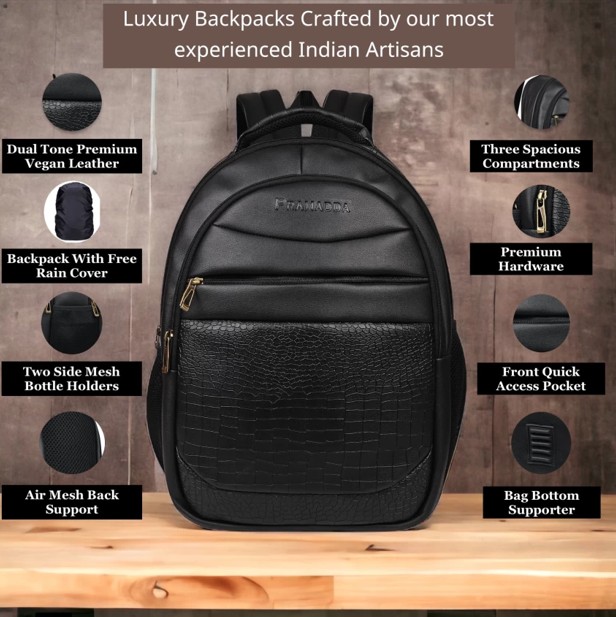 Luxury Backpacks Crafted by our most
experienced Indian Artisans
Dual Tone Premium
Vegan Leather
Three Spacious
Compartments
Backpack With Free
Rain Cover
Premium
Hardware
Two Side Mesh
Bottle Holders
Front Quick
Access Pocket
Air Mesh Back
Support
Bag Bottom
Supporter